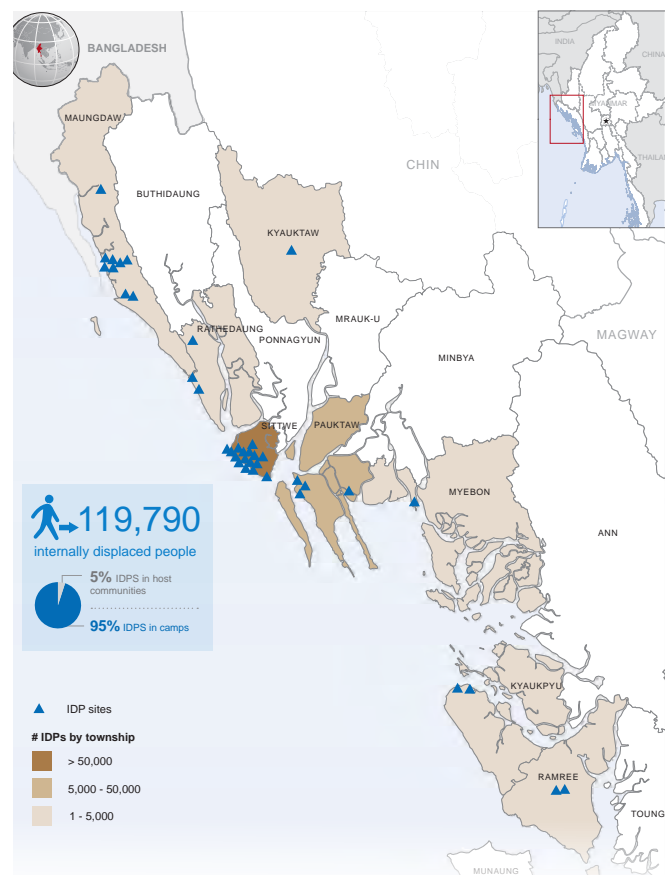 BANGLADESH
INDIA
CHINA
MYANMAR
THAILAN
MAUNGDAW
BUTHIDAUNG
CHIN
KYAUKTAW
MRAUK-U
RATHEDAUNG
PONNAGYUN
MAGWAY
MINBYA
SITTWE
PAUKTAW
MYEBON
ANN
119,790
internally displaced people
5% IDPS in host
communities
95% IDPS in camps
KYAUKPYU
IDP sites
# IDPs by township
> 50,000
5,000 - 50,000
1 - 5,000
RAMREE
TOUNG
MUNAUNG